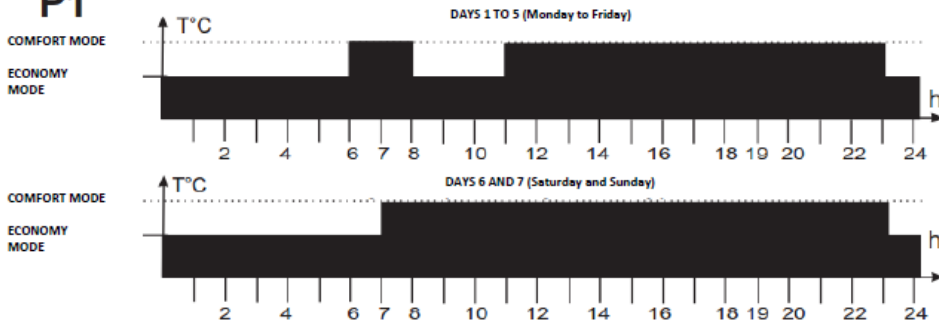 P1
DAYS 1 TO 5 (Monday to Friday)
T°C
COMFORT MODE
ECONOMY
MODE
h
2 4 6 7 8 10 12 14 16 18 19 20 22 24
DAYS 6 AND 7 (Saturday and Sunday)
T°C
COMFORT MODE
ECONOMY
MODE
h
2 4 6 7 8 10 12 14 16 18 19 20 22 24